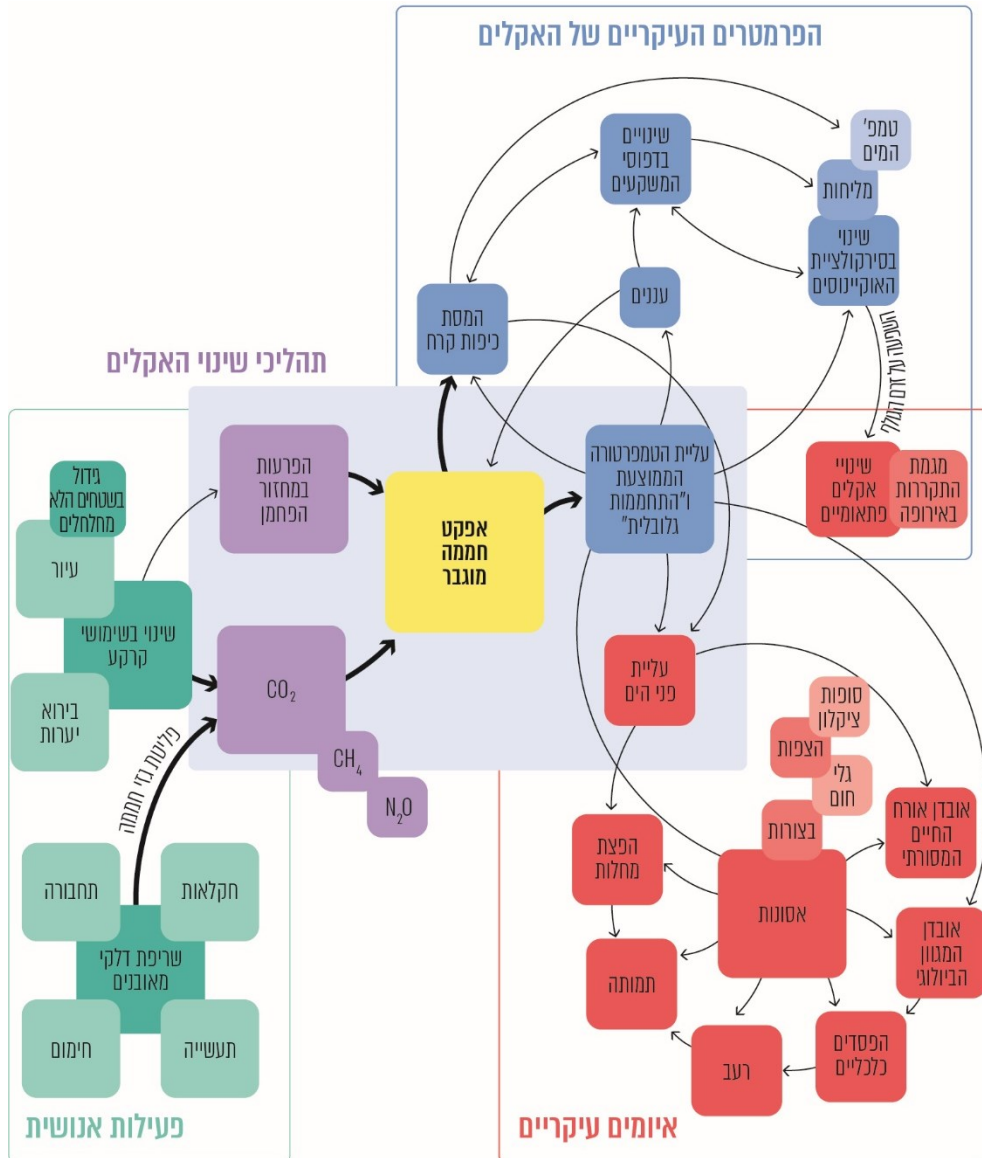 הפרמטרים העיקריים של האקלים
טמפ'
המים
מליחות
שינוי
בסירקולציית
האוקיינוסים
שינויים
בדפוסי
המשקעים
עננים
המסת
כיפות קרח
השפעה על זרם הגולף
תהליכי שינוי האקלים
הפרעות
במחזור
הפחמן
אפקט
חממה
מוגבר
עליית הטמפרטורה
הממוצעת
ו"התחממות
גלובלית"
שינויי
אקלים
פתאומיים
מגמת
התקררות
באירופה
גידול
בשטחים הלא
מחלחלים
עיור
שינוי בשימושי
קרקע
בירוא
יערות
CO₂
CH₄
N₂O
פליטת גזי חממה
עליית
פני הים
סופות
ציקלון
הצפות
גלי
חום
בצורות
אסונות
אובדן אורח
החיים
המסורתי
הפצת
מחלות
אובדן
המגוון
הביולוגי
תמותה
רעב
הפסדים
כלכליים
תחבורה
חקלאות
שריפת דלקי
מאובנים
חימום
תעשייה
פעילות אנושית
איומים עיקריים